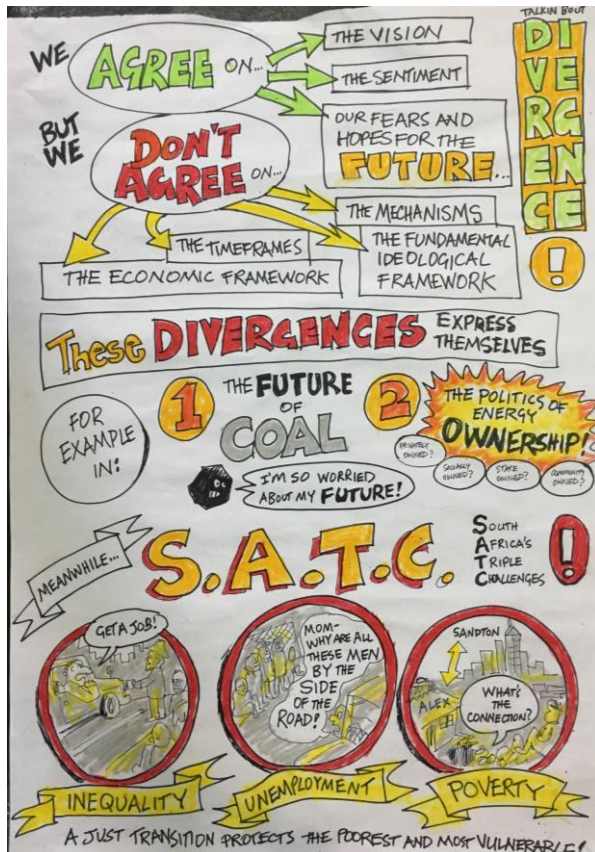 TALKIN BOUT
DIVERGENCE!
WE AGREE ON...
THE VISION
THE SENTIMENT
OUR FEARS AND
HOPES FOR THE
FUTURE...
BUT
WE
DON'T
AGREE ON...
THE MECHANISMS
THE FUNDAMENTAL
IDEOLOGICAL
FRAMEWORK
THE TIMEFRAMES
THE ECONOMIC FRAMEWORK
These DIVERGENCES EXPRESS
THEMSELVES
FOR
EXAMPLE
IN:
1
THE FUTURE
OF
COAL
I'M SO WORRIED
ABOUT MY FUTURE!
2
THE POLITICS OF
ENERGY
OWNERSHIP!
PRIVATELY
OWNED?
SOCIALLY
OWNED?
STATE
OWNED?
COMMUNITY
OWNED?
MEANWHILE...
S.A.T.C.
SOUTH
AFRICA'S
TRIPLE
CHALLENGES
!
GET A JOB!
INEQUALITY
MOM-
WHY ARE ALL
THESE MEN
BY THE
SIDE
OF THE
ROAD?
UNEMPLOYMENT
SANDTON
ALEX
WHAT'S
THE
CONNECTION?
POVERTY
A JUST TRANSITION PROTECTS THE POOREST AND MOST VULNERABLE!